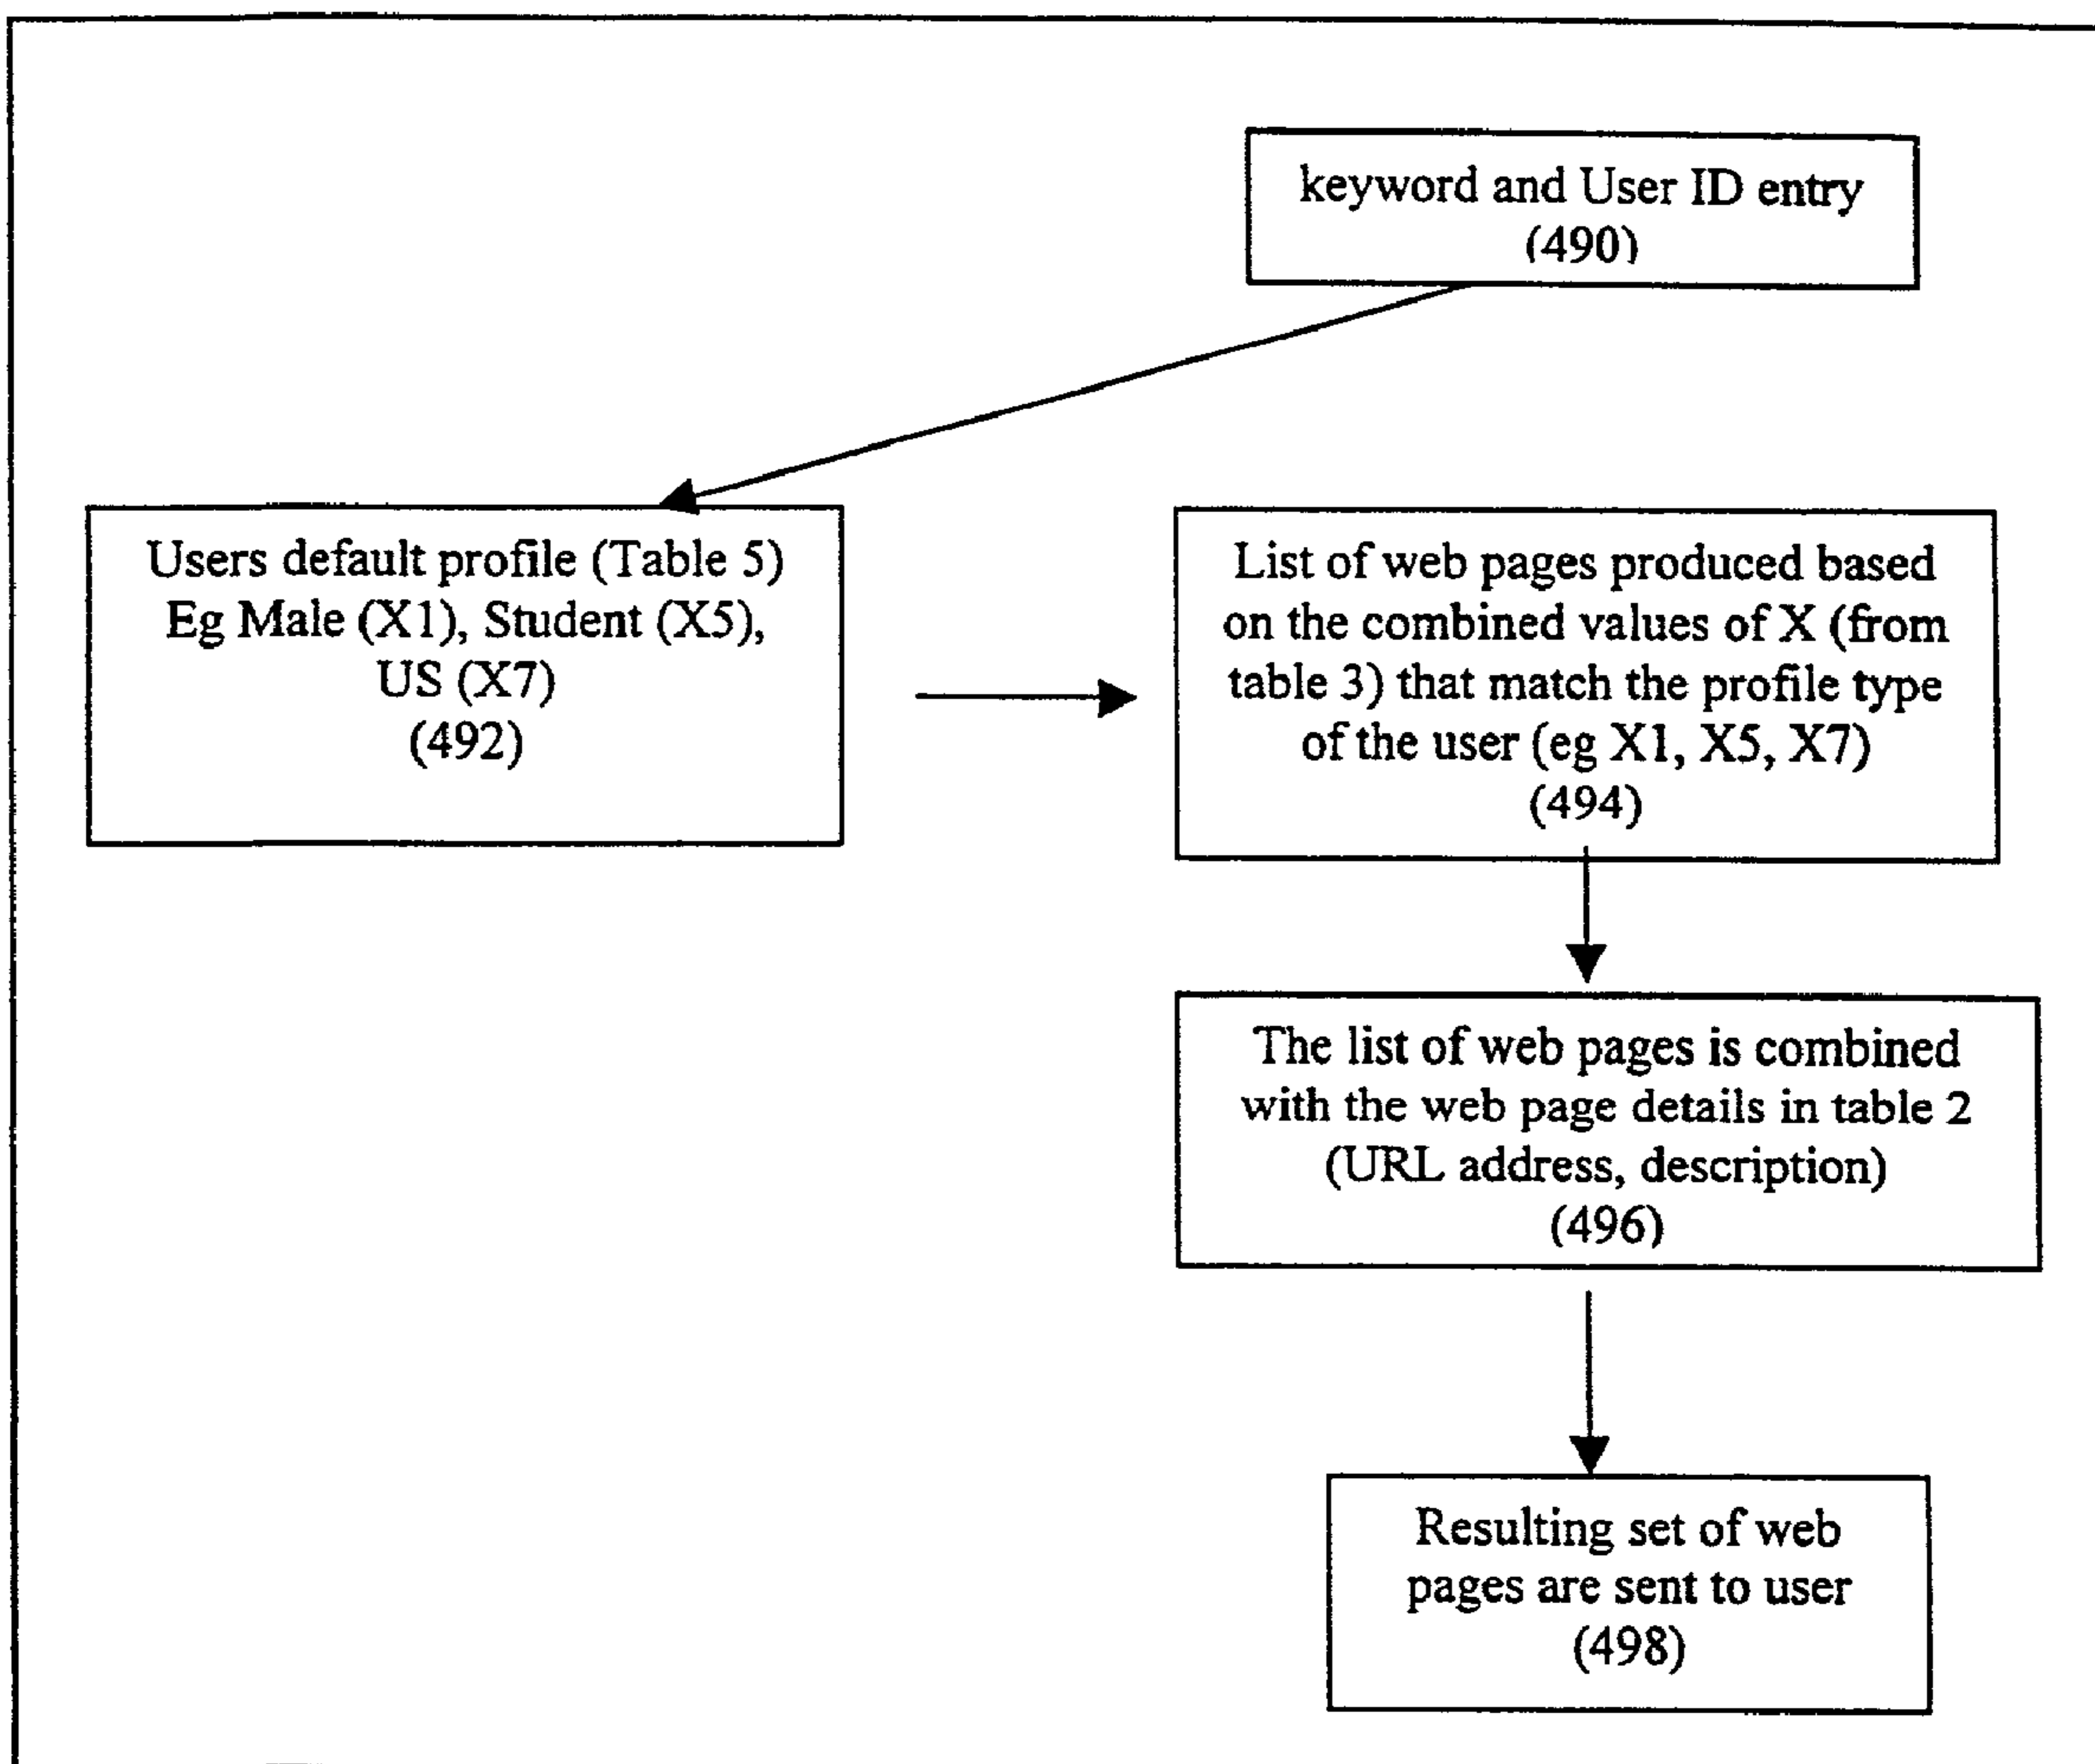 keyword and User ID entry
(490)
Users default profile (Table 5)
Eg Male (X1), Student (X5),
US (X7)
(492)
List of web pages produced based
on the combined values of X (from
table 3) that match the profile type
of the user (eg X1, X5, X7)
(494)
The list of web pages is combined
with the web page details in table 2
(URL address, description)
(496)
Resulting set of web
pages are sent to user
(498)